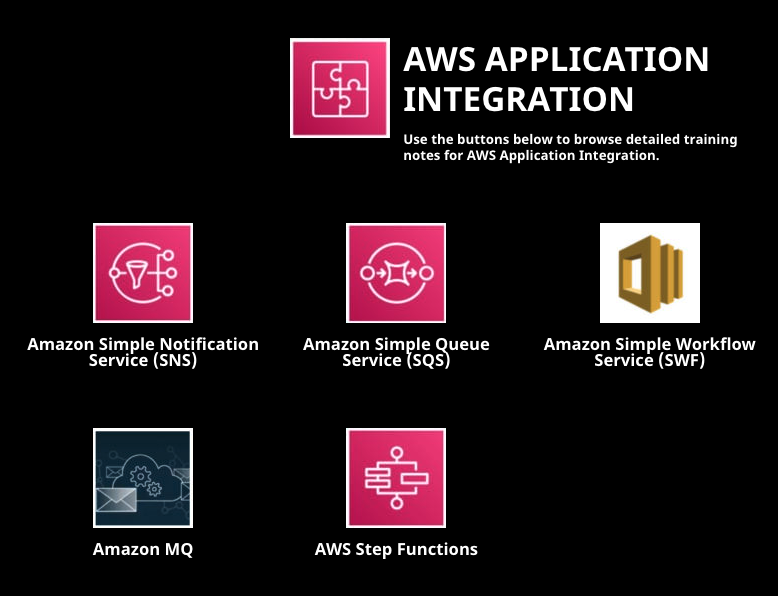 AWS APPLICATION
INTEGRATION
Use the buttons below to browse detailed training
notes for AWS Application Integration.
Amazon Simple Notification
Service (SNS)
Amazon Simple Queue
Service (SQS)
Amazon Simple Workflow
Service (SWF)
Amazon MQ
AWS Step Functions